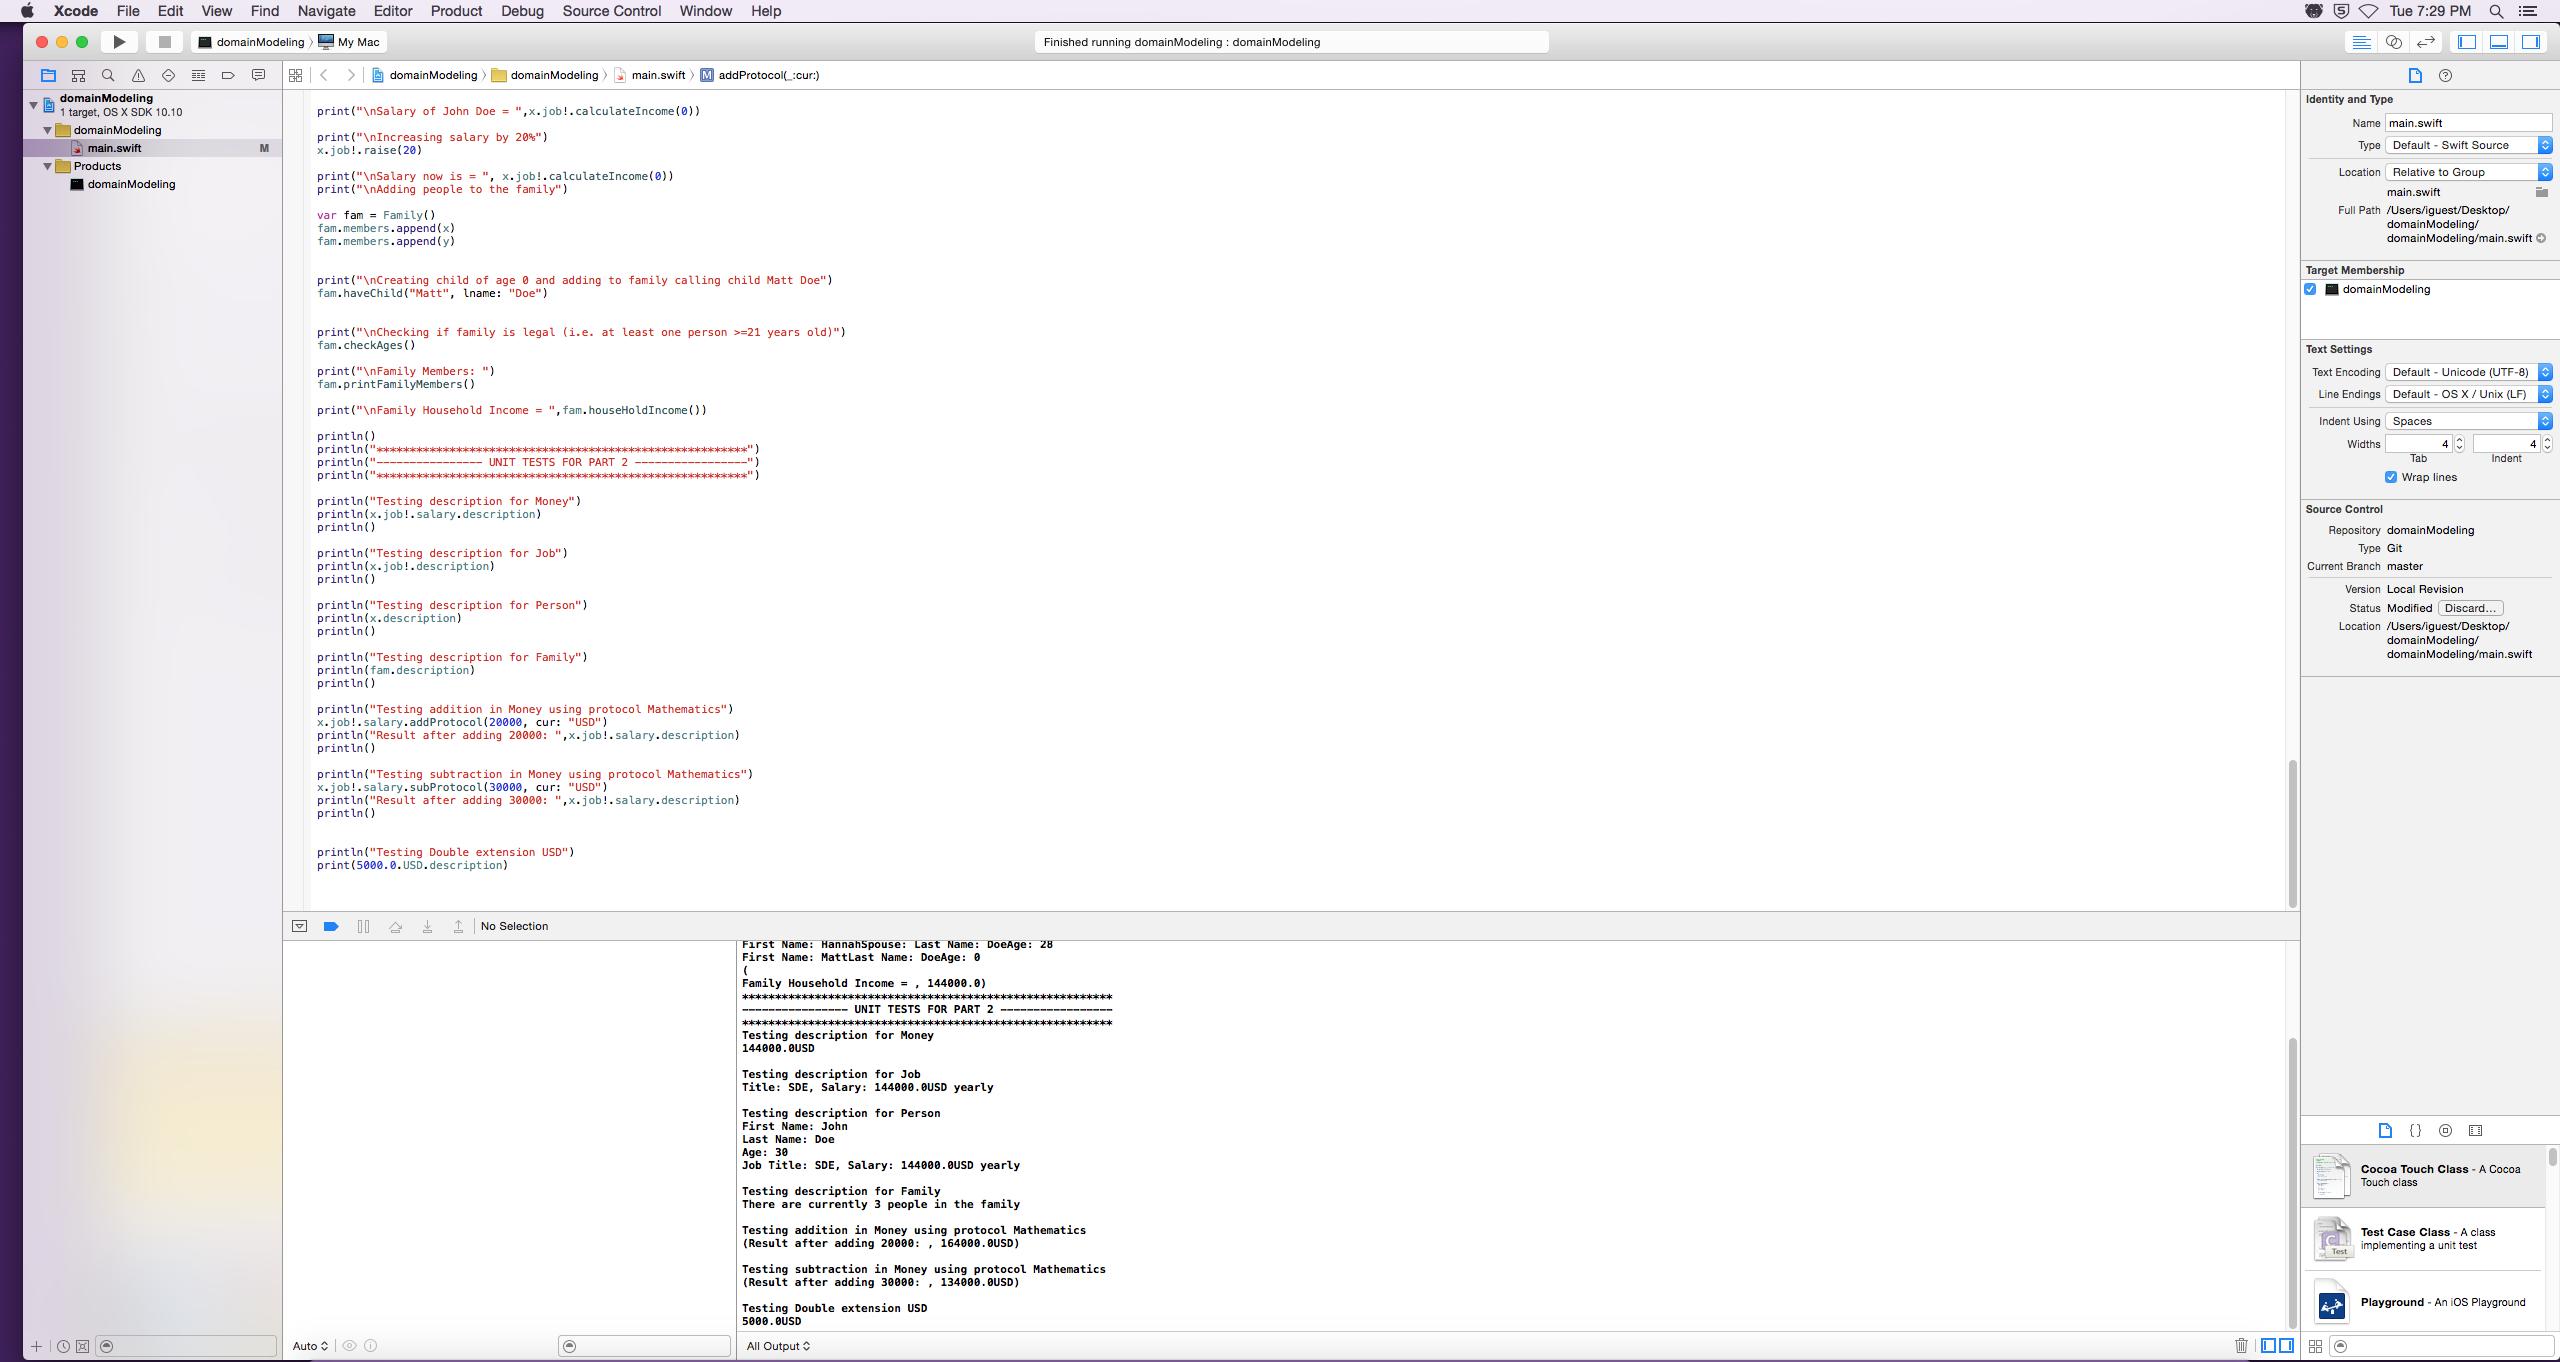 Xcode File Edit View Find Navigate Editor Product Debug Source Control Window Help
Tue 7:29 PM
domainModeling My Mac
Finished running domainModeling : domainModeling
domainModeling domainModeling main.swift M addProtocol(_:cur:)
domainModeling
1 target, OS X SDK 10.10
domainModeling
main.swift M
Products
domainModeling
print("\nSalary of John Doe = ",x.job!.calculateIncome(0))
print("\nIncreasing salary by 20%")
x.job!.raise(20)
print("\nSalary now is = ", x.job!.calculateIncome(0))
print("\nAdding people to the family")
var fam = Family()
fam.members.append(x)
fam.members.append(y)
print("\nCreating child of age 0 and adding to family calling child Matt Doe")
fam.haveChild("Matt", lname: "Doe")
print("\nChecking if family is legal (i.e. at least one person >=21 years old)")
fam.checkAges()
print("\nFamily Members: ")
fam.printFamilyMembers()
print("\nFamily Household Income = ",fam.houseHoldIncome())
println()
println("********************************************************")
println("---------------- UNIT TESTS FOR PART 2 -----------------")
println("********************************************************")
println("Testing description for Money")
println(x.job!.salary.description)
println()
println("Testing description for Job")
println(x.job!.description)
println()
println("Testing description for Person")
println(x.description)
println()
println("Testing description for Family")
println(fam.description)
println()
println("Testing addition in Money using protocol Mathematics")
x.job!.salary.addProtocol(20000, cur: "USD")
println("Result after adding 20000: ",x.job!.salary.description)
println()
println("Testing subtraction in Money using protocol Mathematics")
x.job!.salary.subProtocol(30000, cur: "USD")
println("Result after adding 30000: ",x.job!.salary.description)
println()
println("Testing Double extension USD")
print(5000.0.USD.description)
No Selection
First Name: HannahSpouse: Last Name: DoeAge: 28
First Name: MattLast Name: DoeAge: 0
(
Family Household Income = , 144000.0)
********************************************************
---------------- UNIT TESTS FOR PART 2 -----------------
********************************************************
Testing description for Money
144000.0USD
Testing description for Job
Title: SDE, Salary: 144000.0USD yearly
Testing description for Person
First Name: John
Last Name: Doe
Age: 30
Job Title: SDE, Salary: 144000.0USD yearly
Testing description for Family
There are currently 3 people in the family
Testing addition in Money using protocol Mathematics
(Result after adding 20000: , 164000.0USD)
Testing subtraction in Money using protocol Mathematics
(Result after adding 30000: , 134000.0USD)
Testing Double extension USD
5000.0USD
Auto
All Output
Identity and Type
Name main.swift
Type Default - Swift Source
Location Relative to Group
main.swift
Full Path /Users/iguest/Desktop/
domainModeling/
domainModeling/main.swift
Target Membership
domainModeling
Text Settings
Text Encoding Default - Unicode (UTF-8)
Line Endings Default - OS X / Unix (LF)
Indent Using Spaces
Widths 4 4
Tab Indent
Wrap lines
Source Control
Repository domainModeling
Type Git
Current Branch master
Version Local Revision
Status Modified Discard...
Location /Users/iguest/Desktop/
domainModeling/
domainModeling/main.swift
{}
Cocoa Touch Class - A Cocoa
Touch class
Test
Test Case Class - A class
implementing a unit test
Playground - An iOS Playground